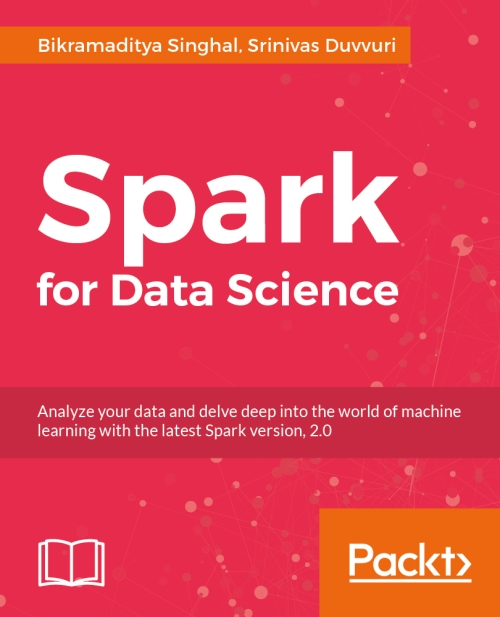 Bikramaditya Singhal, Srinivas Duvvuri
Spark
for Data Science
Analyze your data and delve deep into the world of machine
learning with the latest Spark version, 2.0
Packt>